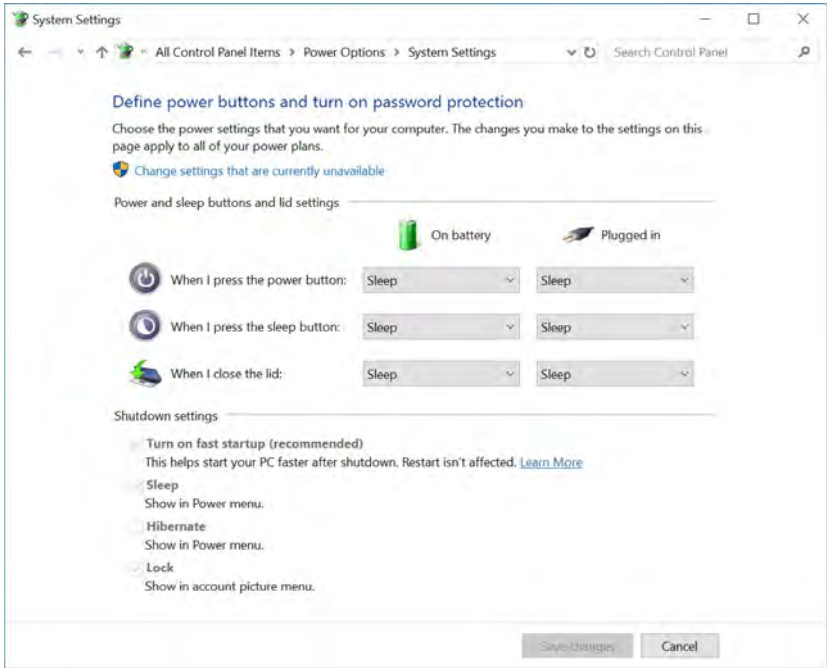 System Settings
All Control Panel Items > Power Options > System Settings
Search Control Panel
Define power buttons and turn on password protection
Choose the power settings that you want for your computer. The changes you make to the settings on this
page apply to all of your power plans.
Change settings that are currently unavailable
Power and sleep buttons and lid settings
On battery Plugged in
When I press the power button: Sleep Sleep
When I press the sleep button: Sleep Sleep
When I close the lid: Sleep Sleep
Shutdown settings
Turn on fast startup (recommended)
This helps start your PC faster after shutdown. Restart isn't affected. Learn More
Sleep
Show in Power menu.
Hibernate
Show in Power menu.
Lock
Show in account picture menu.
Save changes Cancel